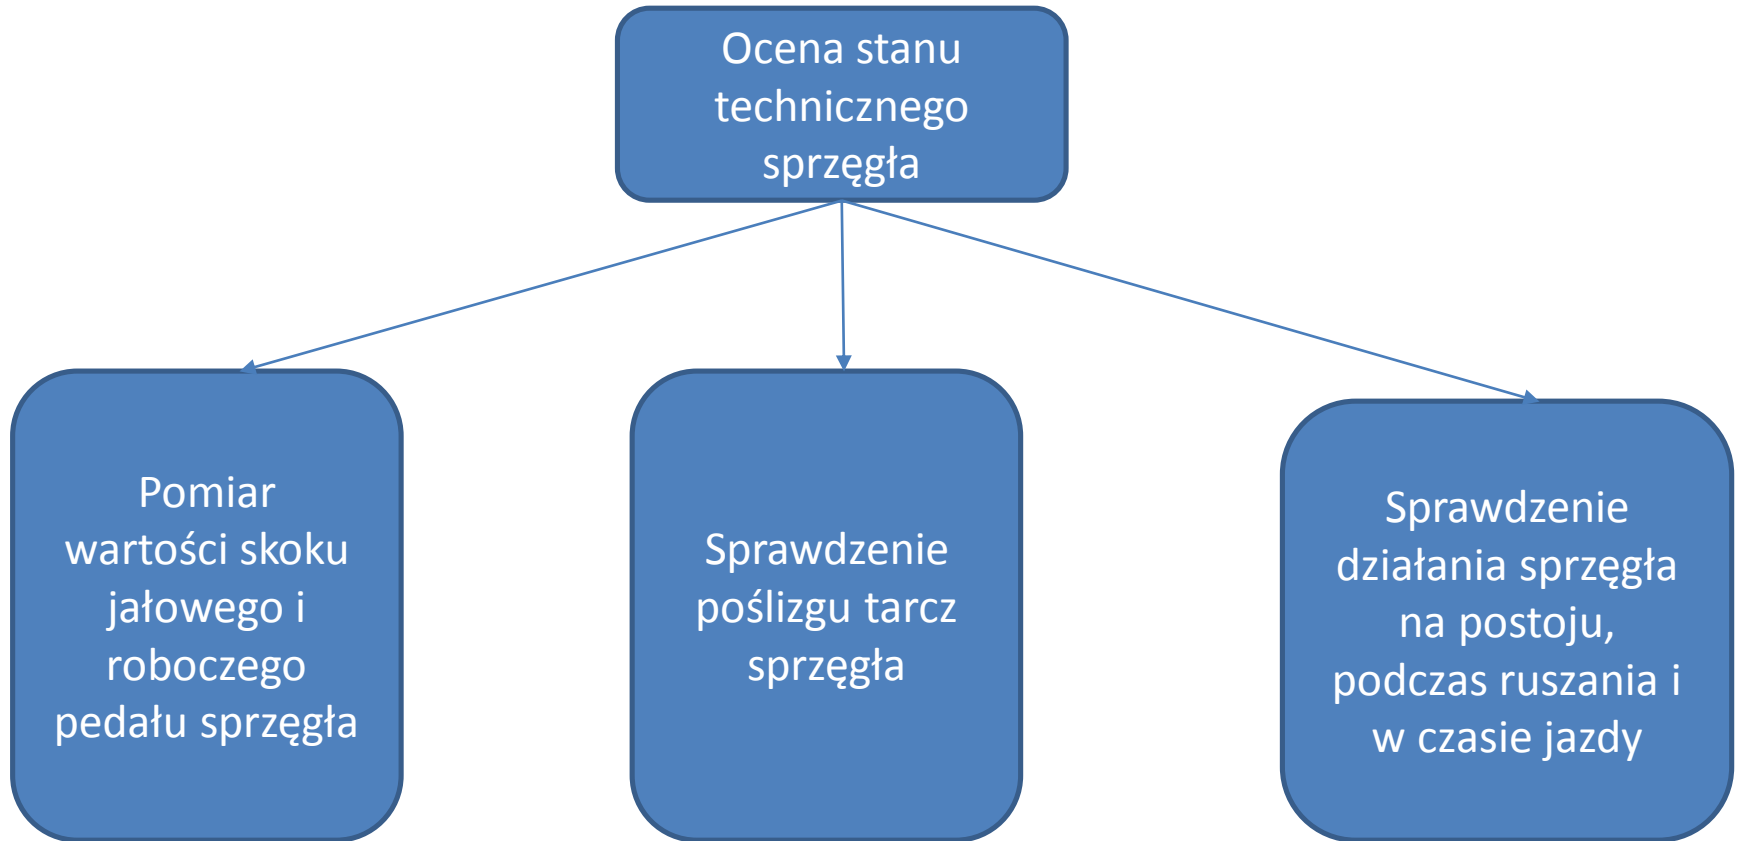 Ocena stanu
technicznego
sprzęgła
Pomiar
wartości skoku
jałowego i
roboczego
pedału sprzęgła
Sprawdzenie
poślizgu tarcz
sprzęgła
Sprawdzenie
działania sprzęgła
na postoju,
podczas ruszania i
w czasie jazdy